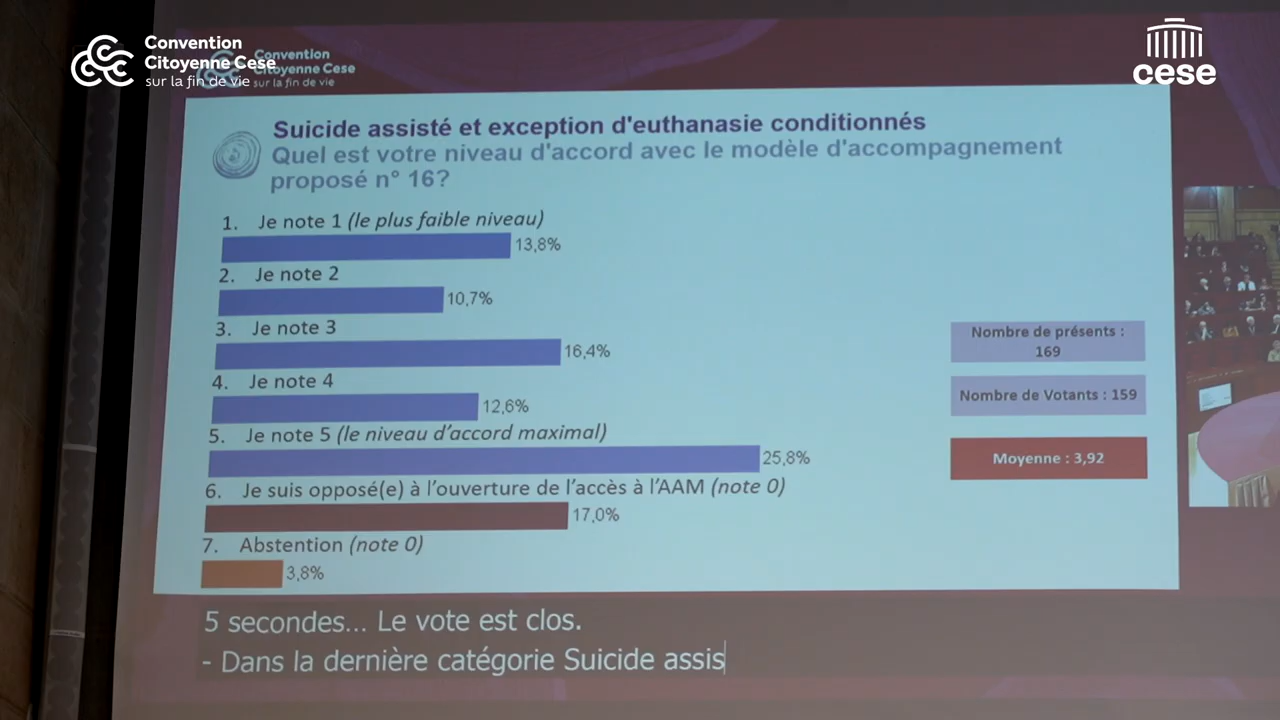 Convention
Citoyenne Cese
sur la fin de vie
Convention
Citoyenne Cese
sur la fin de vie
cese
Suicide assisté et exception d'euthanasie conditionnés
Quel est votre niveau d'accord avec le modèle d'accompagnement
proposé n° 16?
1. Je note 1 (le plus faible niveau)
13,8%
2. Je note 2
10,7%
3. Je note 3
16,4%
4. Je note 4
12,6%
5. Je note 5 (le niveau d'accord maximal)
25,8%
6. Je suis opposé(e) à l'ouverture de l'accès à l'AAM (note 0)
17,0%
7. Abstention (note 0)
3,8%
Nombre de présents :
169
Nombre de Votants : 159
Moyenne : 3,92
5 secondes... Le vote est clos.
- Dans la dernière catégorie Suicide assis